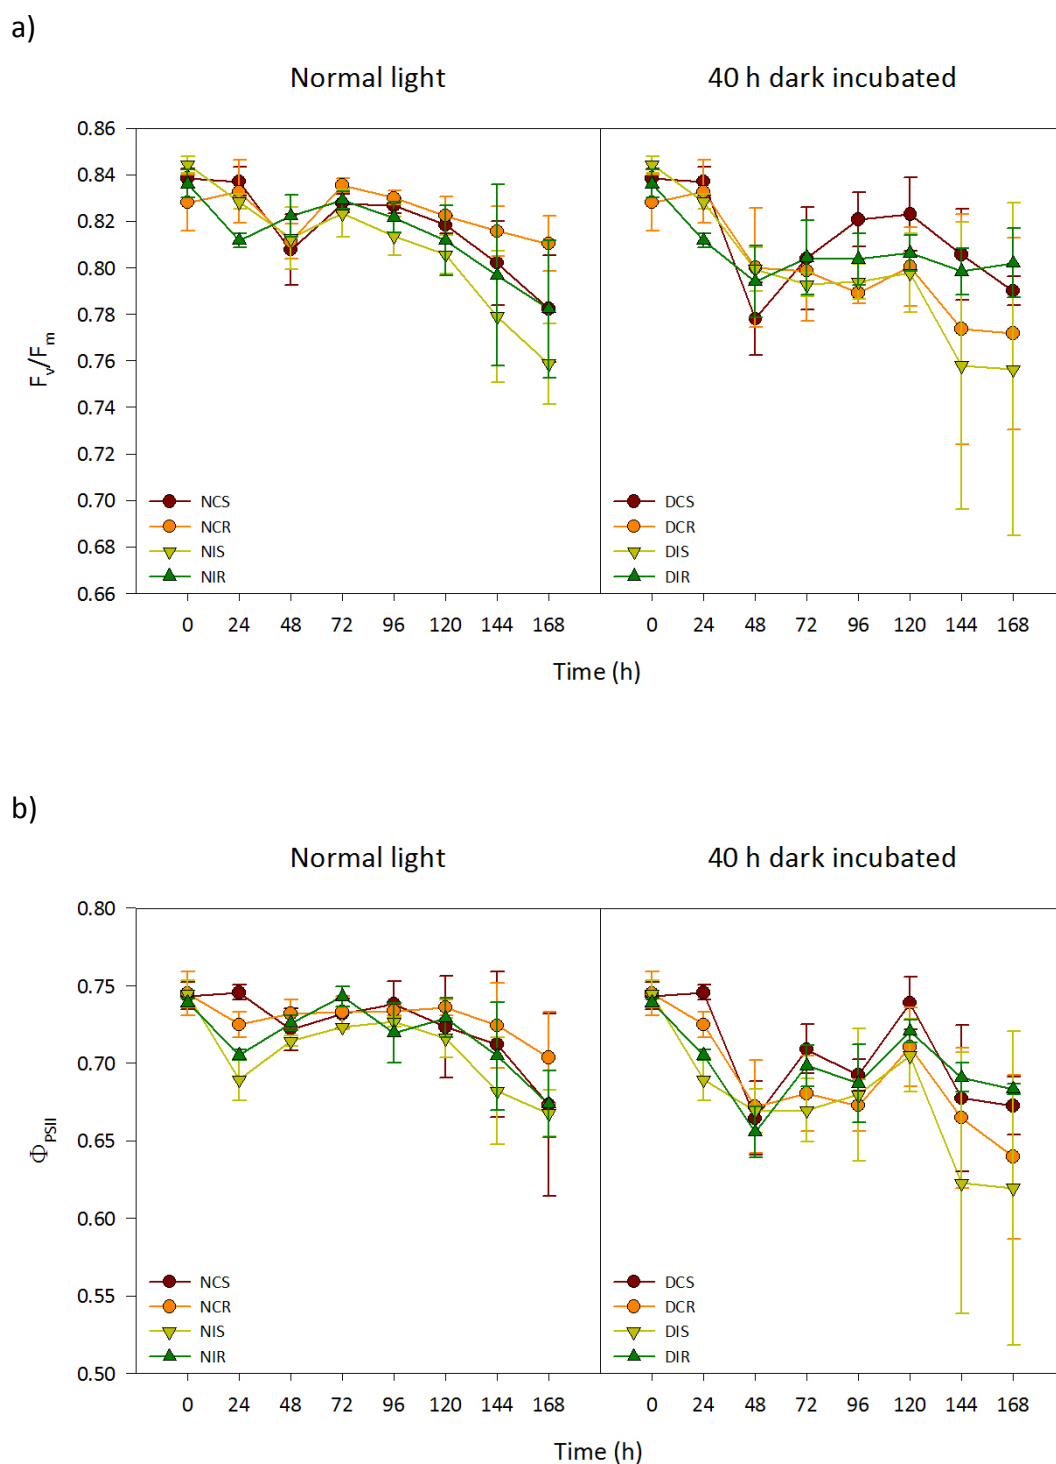 a)
Normal light 40 h dark incubated
0.86
0.84
0.82
0.80
0.78
0.76
0.74
0.72
0.70
0.68
0.66
Fv/Fm
NCS
NCR
NIS
NIR
DCS
DCR
DIS
DIR
0 24 48 72 96 120 144 168 0 24 48 72 96 120 144 168
Time (h)
b)
Normal light 40 h dark incubated
0.80
0.75
0.70
0.65
0.60
0.55
0.50
ΦPSII
NCS
NCR
NIS
NIR
DCS
DCR
DIS
DIR
0 24 48 72 96 120 144 168 0 24 48 72 96 120 144 168
Time (h)